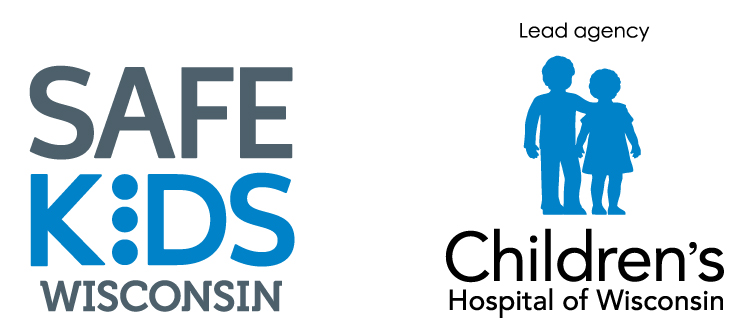 SAFE
KIDS
WISCONSIN
Lead agency
Children's
Hospital of Wisconsin